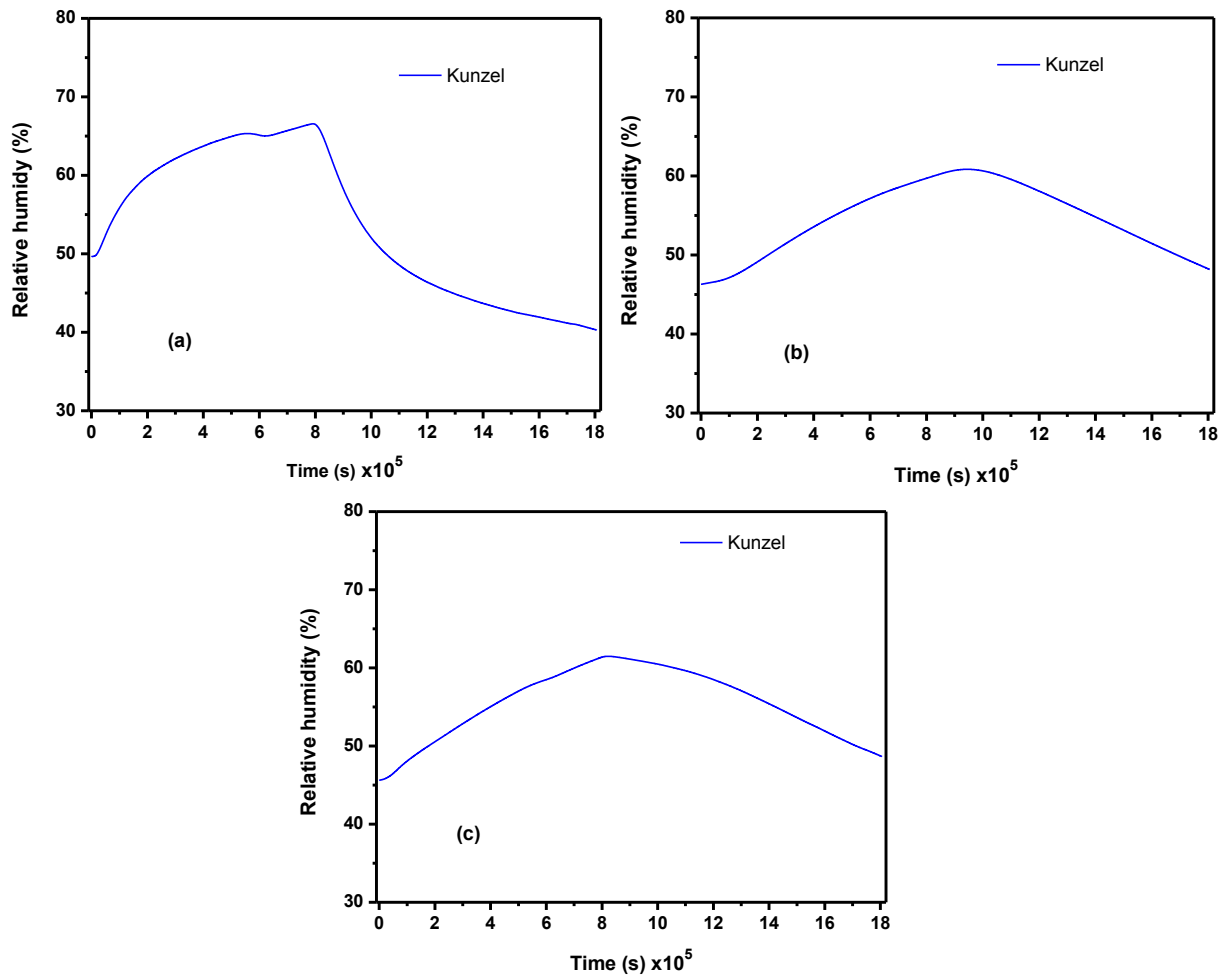 80
70
60
50
40
30
Relative humidy (%)
Kunzel
(a)
0 2 4 6 8 10 12 14 16 18
Time (s) x10^5
80
70
60
50
40
30
Relative humidity (%)
Kunzel
(b)
0 2 4 6 8 10 12 14 16 18
Time (s) x10^5
80
70
60
50
40
30
Relative humidity (%)
Kunzel
(c)
0 2 4 6 8 10 12 14 16 18
Time (s) x10^5